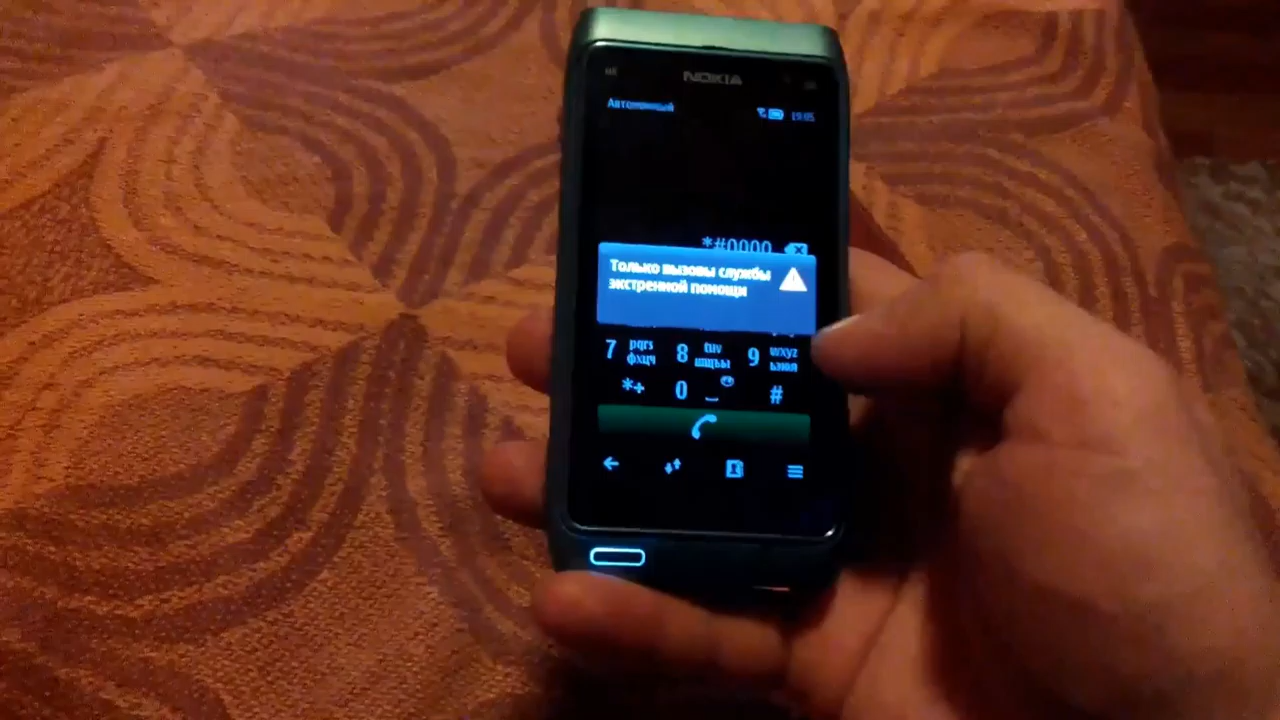 NOKIA
Автономный
19:05
*#0000
Только вызовы службы
экстренной помощи
7 pqrs 8 tuv 9 wxyz
фхцч шщъы ьэюя
*+ 0 #